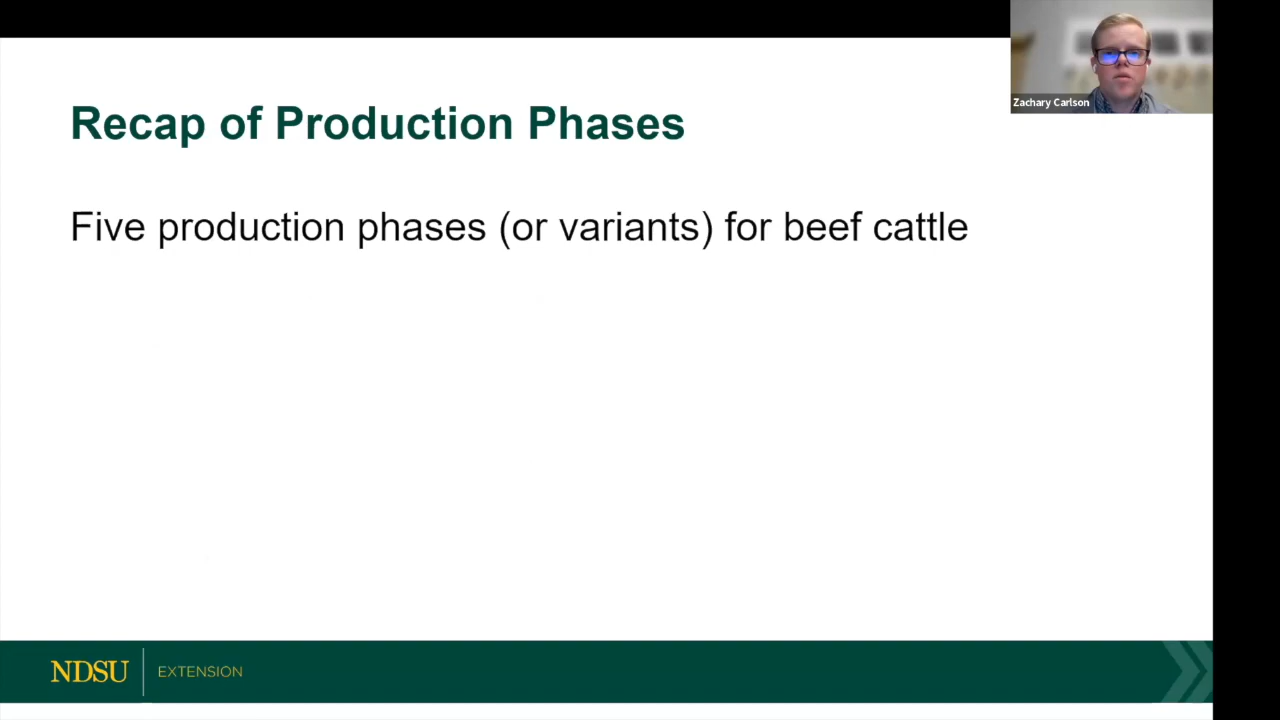 Zachary Carlson
Recap of Production Phases
Five production phases (or variants) for beef cattle
NDSU EXTENSION